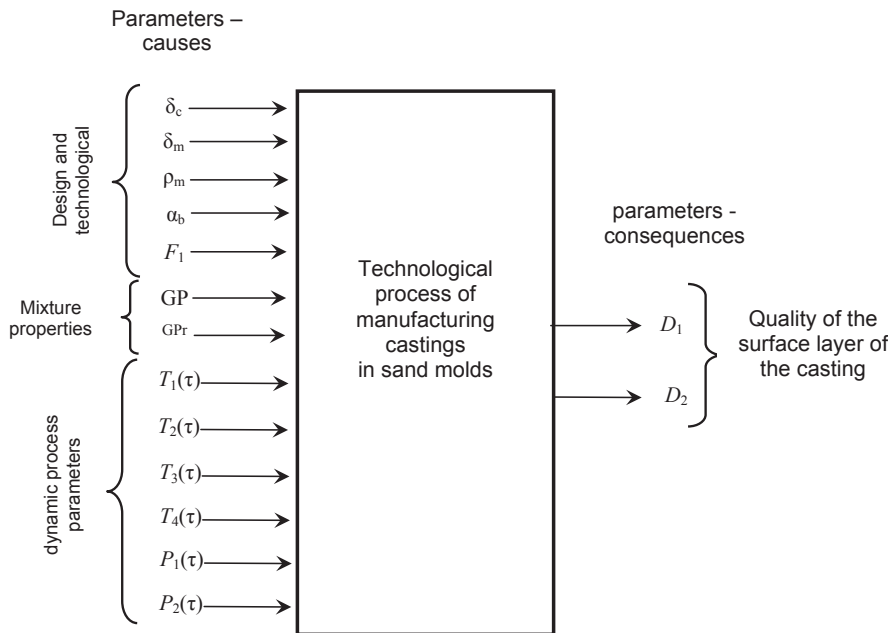 Parameters –
causes
Design and
technological
δc
δm
ρm
αb
F1
Mixture
properties
GP
GPr
dynamic process
parameters
T1(τ)
T2(τ)
T3(τ)
T4(τ)
P1(τ)
P2(τ)
Technological
process of
manufacturing
castings
in sand molds
parameters -
consequences
D1
D2
Quality of the
surface layer of
the casting